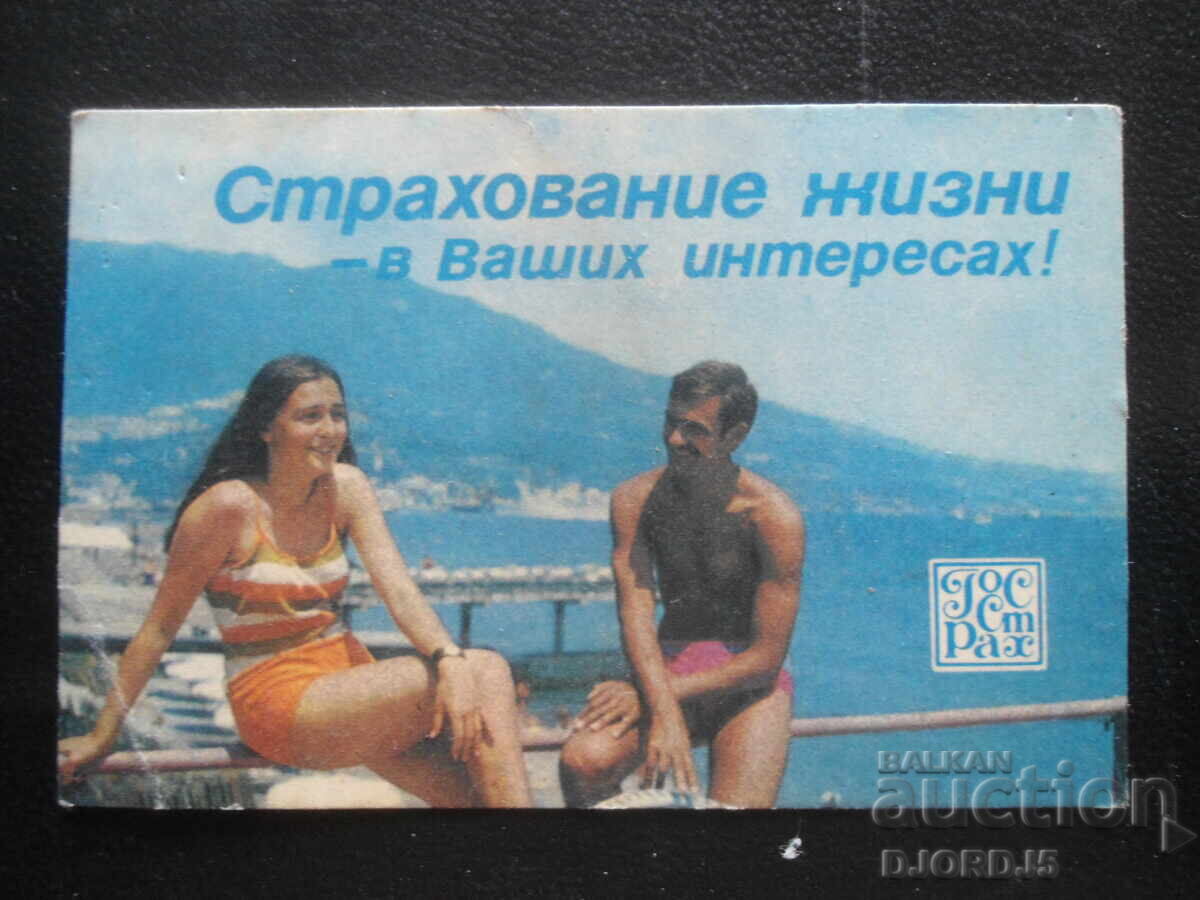 Страхование жизни
– в Ваших интересах!
Гос
Ст
Рах
BALKAN
auction
DJORDJ5